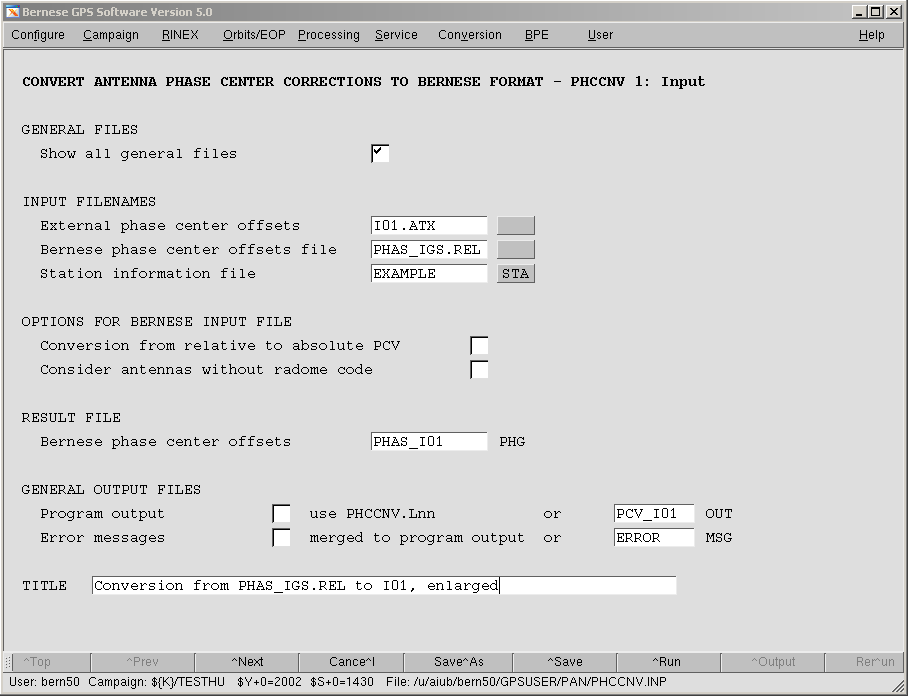 Bernese GPS Software Version 5.0
Configure Campaign RINEX Orbits/EOP Processing Service Conversion BPE User Help
CONVERT ANTENNA PHASE CENTER CORRECTIONS TO BERNESE FORMAT - PHCCNV 1: Input
GENERAL FILES
Show all general files
INPUT FILENAMES
External phase center offsets I01.ATX
Bernese phase center offsets file PHAS_IGS.REL
Station information file EXAMPLE STA
OPTIONS FOR BERNESE INPUT FILE
Conversion from relative to absolute PCV
Consider antennas without radome code
RESULT FILE
Bernese phase center offsets PHAS_I01 PHG
GENERAL OUTPUT FILES
Program output use PHCCNV.Lnn or PCV_I01 OUT
Error messages merged to program output or ERROR MSG
TITLE Conversion from PHAS_IGS.REL to I01, enlarged
^Top ^Prev ^Next Cance^l Save^As ^Save ^Run ^Output Rer^un
User: bern50 Campaign: ${K}/TESTHU $Y+0=2002 $S+0=1430 File: /u/aiub/bern50/GPSUSER/PAN/PHCCNV.INP